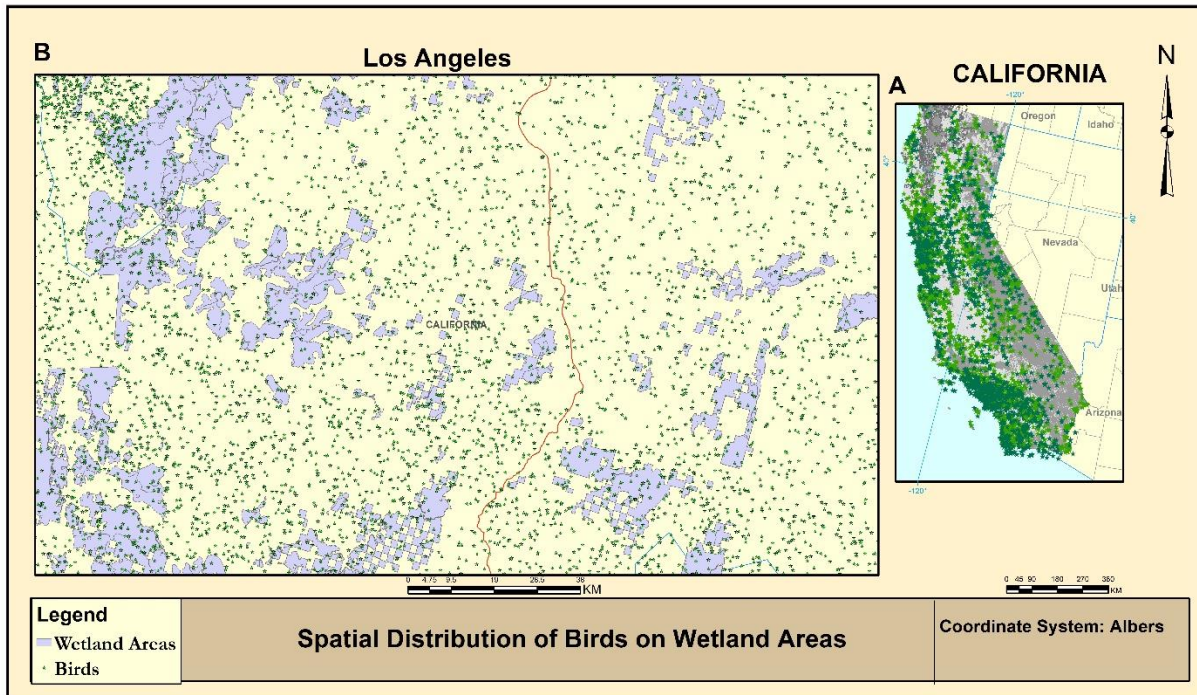 B
Los Angeles
N
CALIFORNIA
A
-120°
Oregon
Idaho
40°
40°
Nevada
Utah
CALIFORNIA
Arizona
-120°
0 4.75 9.5 19 28.5 38
KM
0 45 90 180 270 360
KM
Legend
Wetland Areas
Birds
Spatial Distribution of Birds on Wetland Areas
Coordinate System: Albers